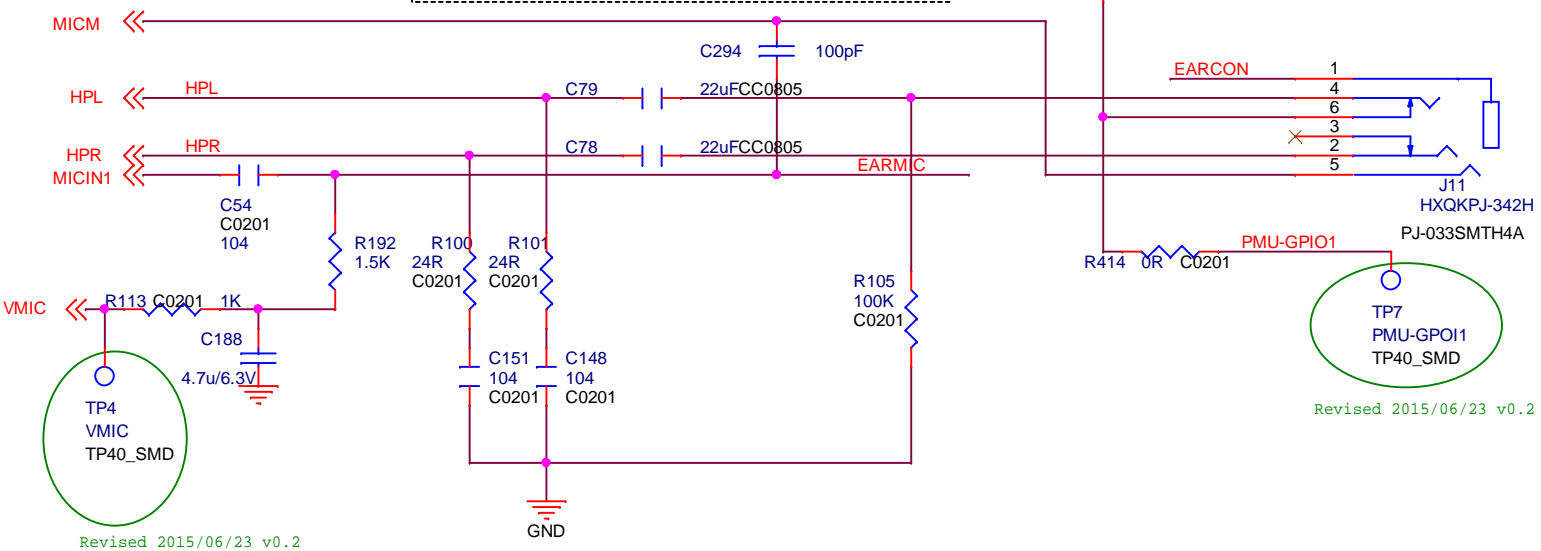 MICM
C294
100pF
EARCON
1
HPL
HPL
C79
22uFCC0805
4
6
3
HPR
HPR
C78
22uFCC0805
2
MICIN1
EARMIC
5
J11
HXQKPJ-342H
PJ-033SMTH4A
C54
C0201
104
R192
1.5K
R100
24R
C0201
R101
24R
C0201
R414
0R
C0201
PMU-GPIO1
R105
100K
C0201
VMIC
R113
C0201
1K
C188
4.7u/6.3V
C151
104
C0201
C148
104
C0201
TP7
PMU-GPOI1
TP40_SMD
Revised 2015/06/23 v0.2
TP4
VMIC
TP40_SMD
GND
Revised 2015/06/23 v0.2